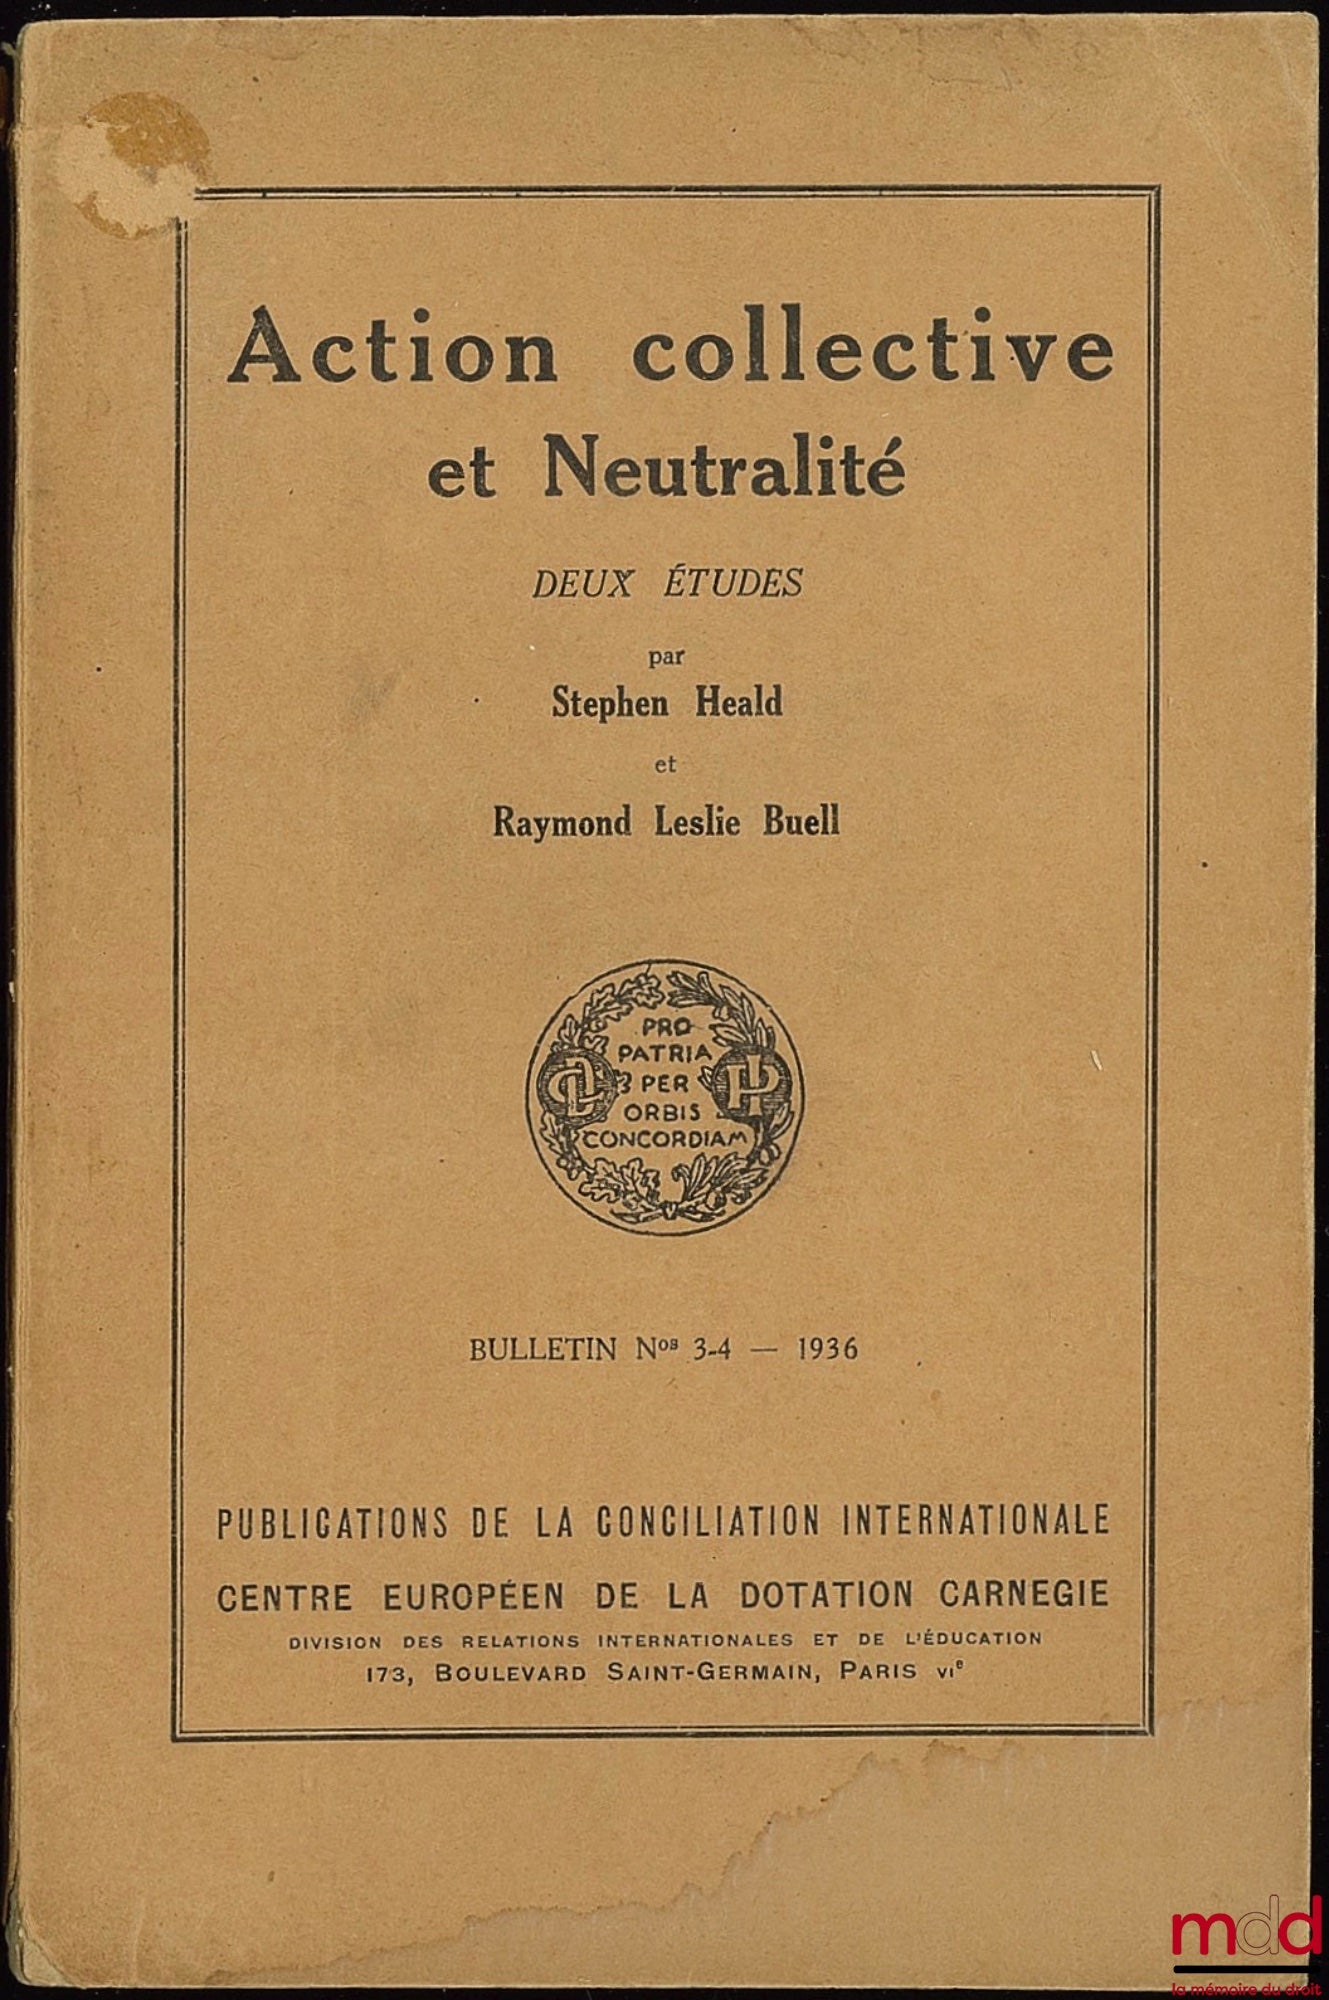 Action collective
et Neutralité
DEUX ÉTUDES
par
Stephen Heald
et
Raymond Leslie Buell
PRO
PATRIA
PER
ORBIS
CONCORDIAM
BULLETIN Nos 3-4 — 1936
PUBLICATIONS DE LA CONCILIATION INTERNATIONALE
CENTRE EUROPÉEN DE LA DOTATION CARNEGIE
DIVISION DES RELATIONS INTERNATIONALES ET DE L'ÉDUCATION
173, BOULEVARD SAINT-GERMAIN, PARIS VIe
mdd
la mémoire du droit